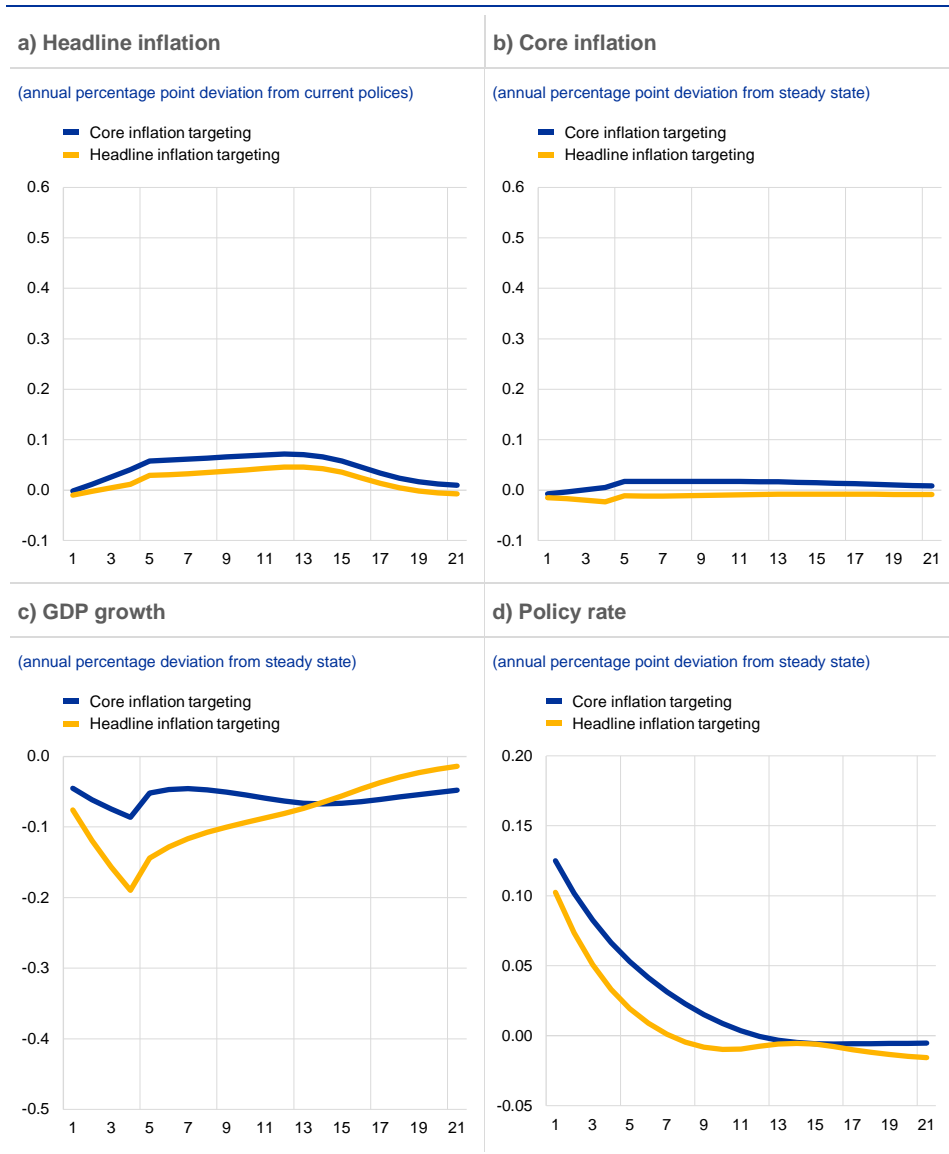 a) Headline inflation
(annual percentage point deviation from current polices)
Core inflation targeting
Headline inflation targeting
0.6
0.5
0.4
0.3
0.2
0.1
0.0
-0.1
1 3 5 7 9 11 13 15 17 19 21
b) Core inflation
(annual percentage point deviation from steady state)
Core inflation targeting
Headline inflation targeting
0.6
0.5
0.4
0.3
0.2
0.1
0.0
-0.1
1 3 5 7 9 11 13 15 17 19 21
c) GDP growth
(annual percentage deviation from steady state)
Core inflation targeting
Headline inflation targeting
0.0
-0.1
-0.2
-0.3
-0.4
-0.5
1 3 5 7 9 11 13 15 17 19 21
d) Policy rate
(annual percentage point deviation from steady state)
Core inflation targeting
Headline inflation targeting
0.20
0.15
0.10
0.05
0.00
-0.05
1 3 5 7 9 11 13 15 17 19 21